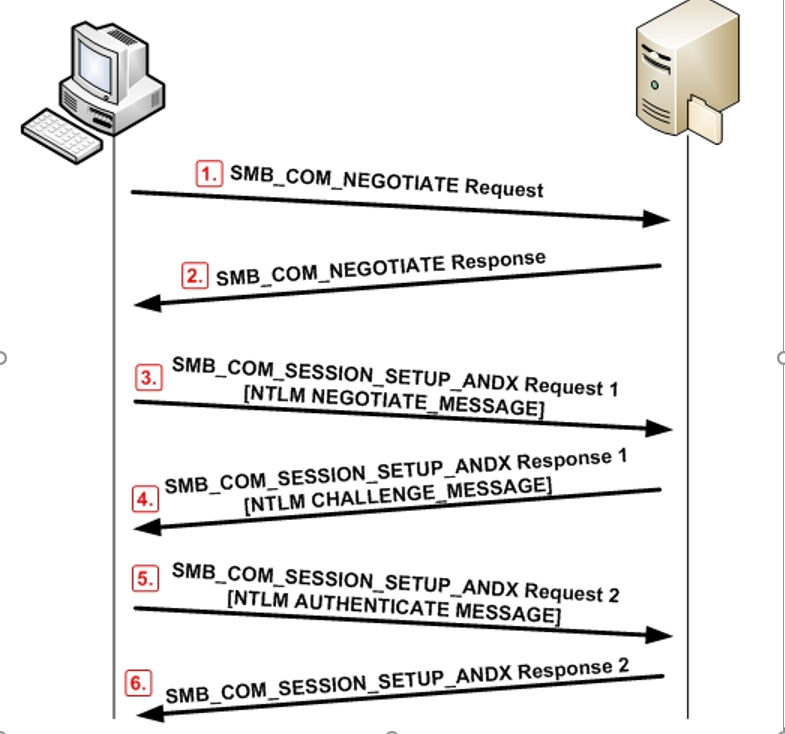 1. SMB_COM_NEGOTIATE Request
2. SMB_COM_NEGOTIATE Response
3. SMB_COM_SESSION_SETUP_ANDX Request 1
[NTLM NEGOTIATE_MESSAGE]
4. SMB_COM_SESSION_SETUP_ANDX Response 1
[NTLM CHALLENGE_MESSAGE]
5. SMB_COM_SESSION_SETUP_ANDX Request 2
[NTLM AUTHENTICATE MESSAGE]
6. SMB_COM_SESSION_SETUP_ANDX Response 2